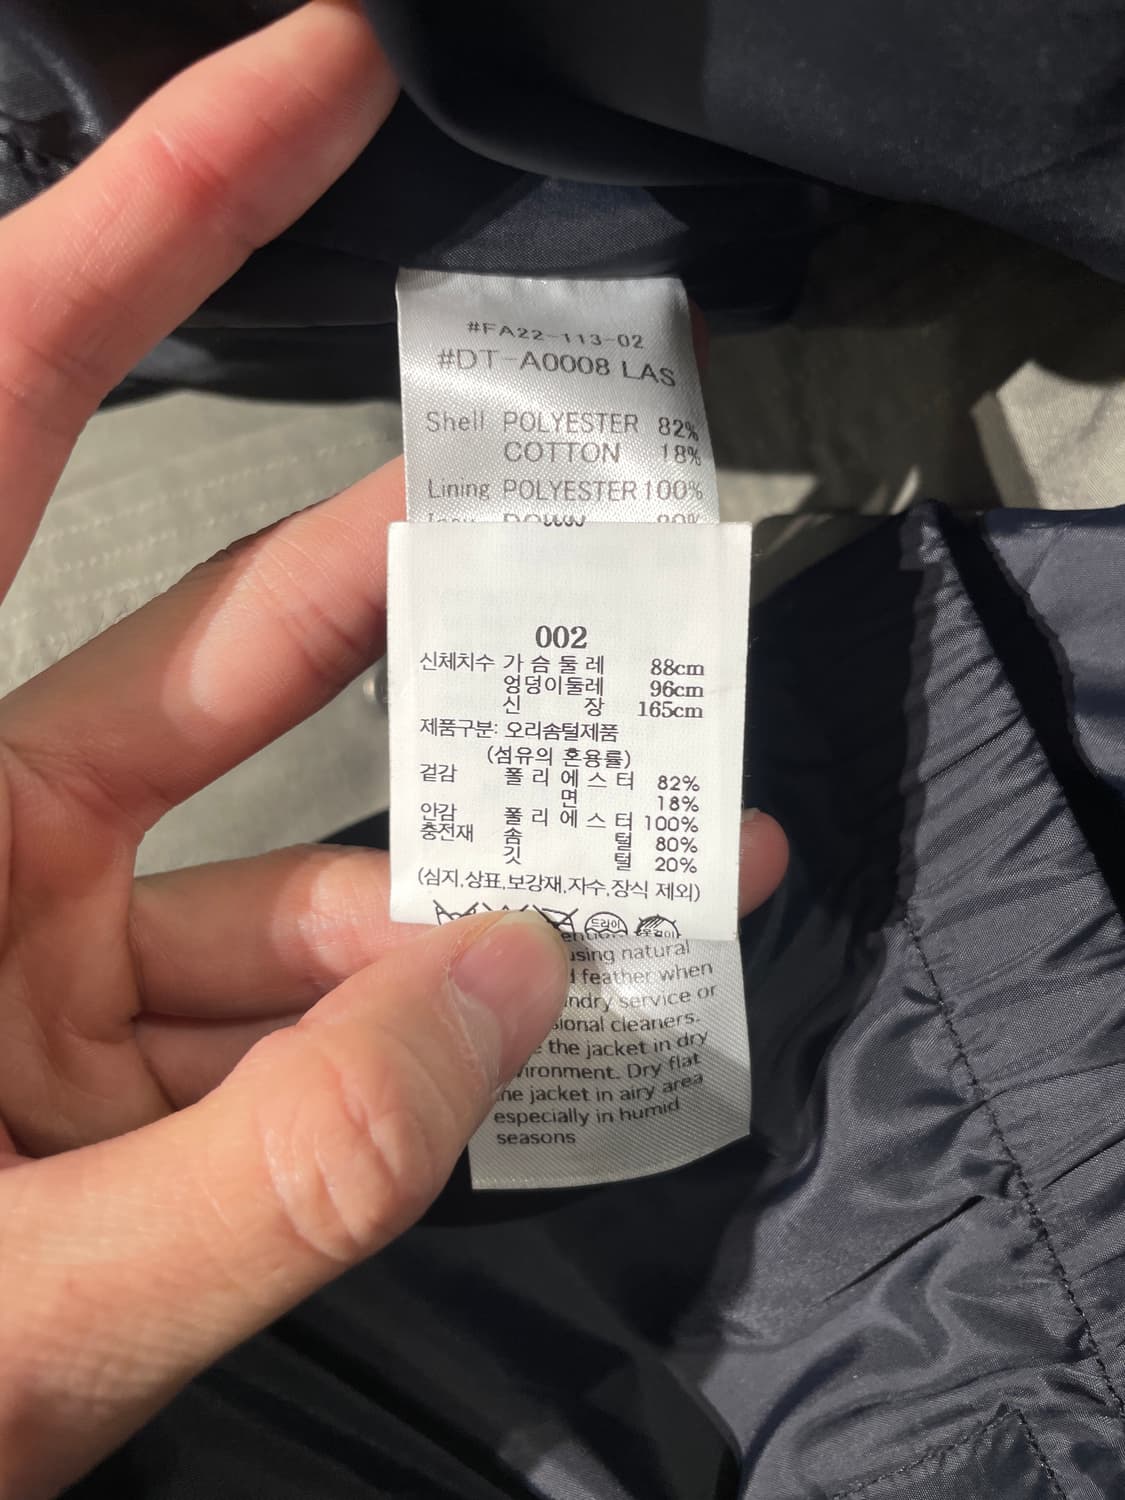 #FA22-113-02
#DT-A0008 LAS
Shell POLYESTER 82%
COTTON 18%
Lining POLYESTER 100%
DOWN 80%
002
신체치수 가슴둘레 88cm
엉덩이둘레 96cm
신장 165cm
제품구분: 오리솜털제품
(섬유의 혼용률)
겉감 폴리에스터 82%
면 18%
안감 폴리에스터 100%
충전재 솜털 80%
깃털 20%
(심지,상표,보강재,자수,장식 제외)
드라이
옷걸이
using natural
feather when
service or
cleaners.
the jacket in dry
Dry flat
jacket in airy area
especially in humid
seasons